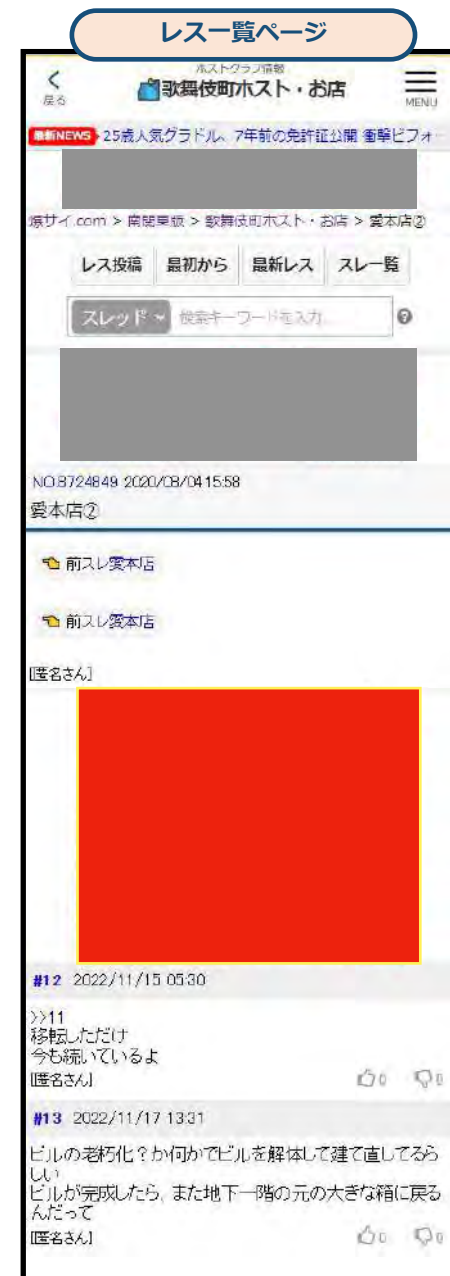 レス一覧ページ
ホストクラブ情報
戻る
歌舞伎町ホスト・お店
MENU
最新NEWS 25歳人気グラドル、7年前の免許証公開 衝撃ビフォ
爆サイ.com > 南関東版 > 歌舞伎町ホスト・お店 > 愛本店②
レス投稿 最初から 最新レス スレ一覧
スレッド 検索キーワードを入力
NO.8724849 2020/08/04 15:58
愛本店②
前スレ愛本店
前スレ愛本店
[匿名さん]
#12 2022/11/15 05:30
>>11
移転しただけ
今も続いているよ
[匿名さん] 0 0
#13 2022/11/17 13:31
ビルの老朽化？か何かでビルを解体して建て直してるら
しい
ビルが完成したら、また地下一階の元の大きな箱に戻る
んだって
[匿名さん] 0 0